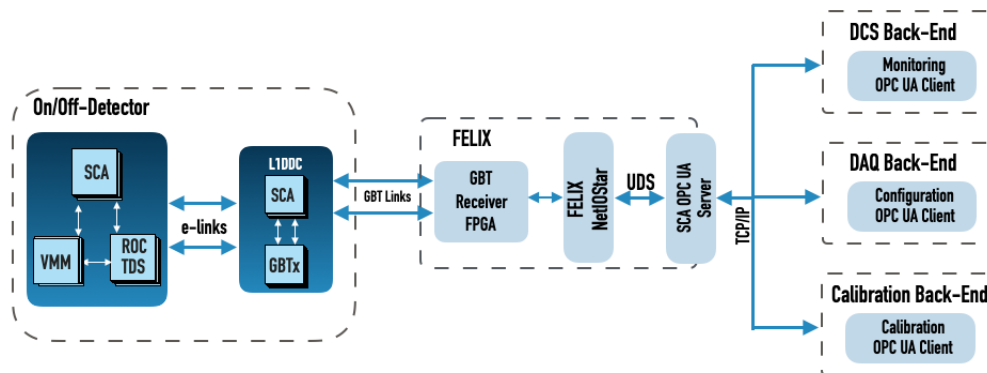 On/Off-Detector
SCA
VMM
ROC
TDS
e-links
L1DDC
SCA
GBTx
GBT Links
FELIX
GBT
Receiver
FPGA
FELIX
NetIOStar
UDS
SCA OPC UA
Server
TCP/IP
DCS Back-End
Monitoring
OPC UA Client
DAQ Back-End
Configuration
OPC UA Client
Calibration Back-End
Calibration
OPC UA Client